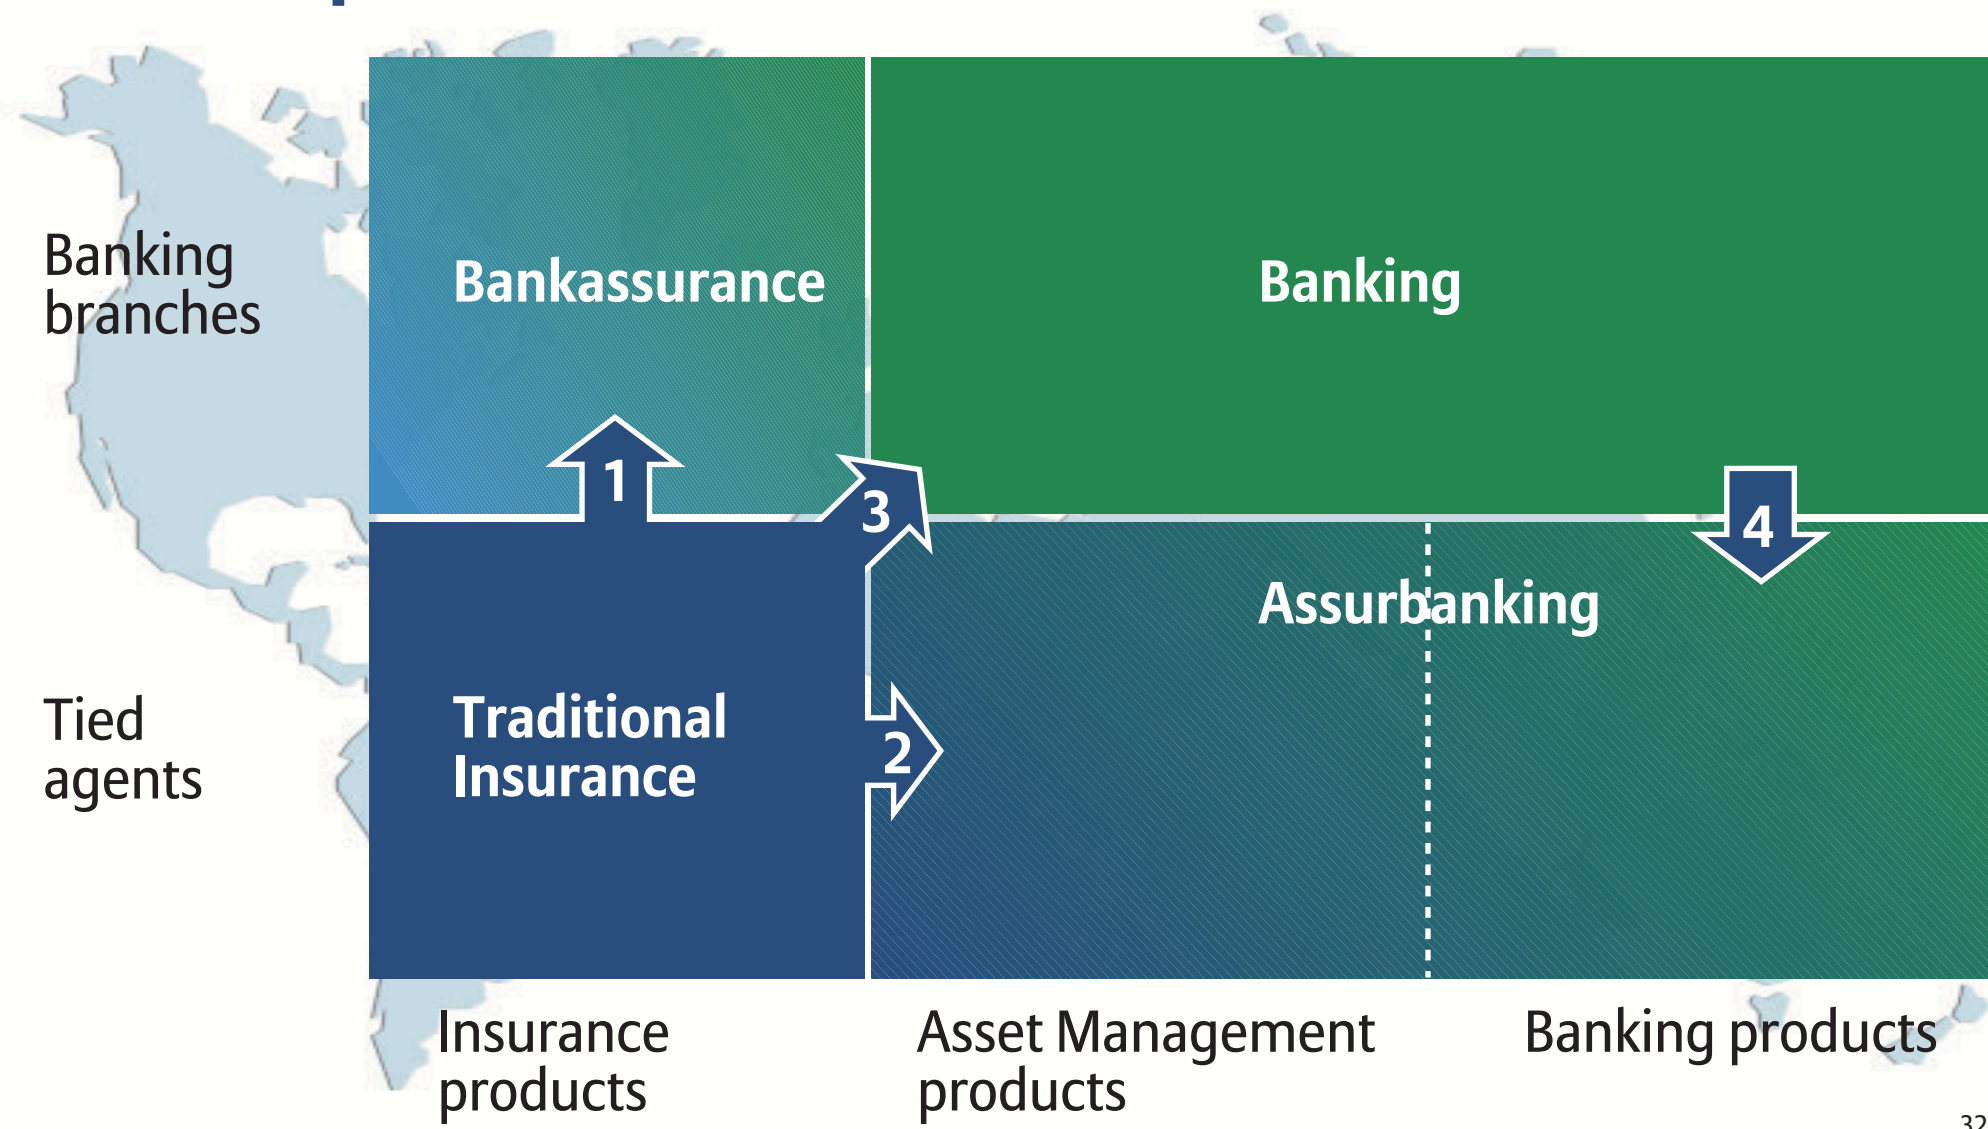 Banking
branches
Bankassurance
Banking
1
3
4
Assurbanking
Tied
agents
Traditional
Insurance
2
Insurance
products
Asset Management
products
Banking products
32